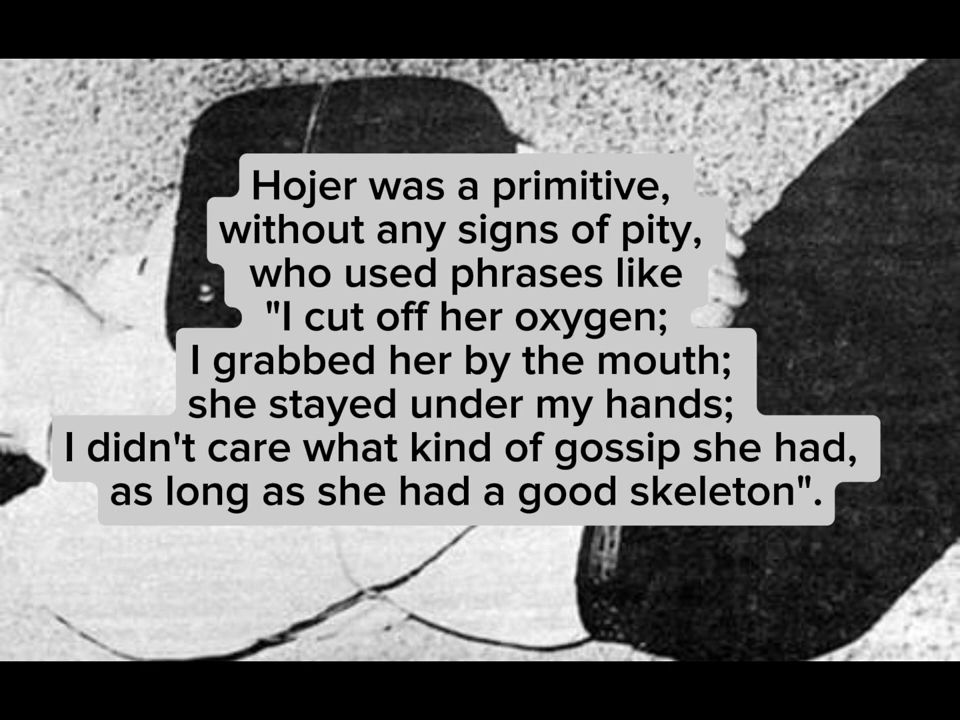 Hojer was a primitive,
without any signs of pity,
who used phrases like
"I cut off her oxygen;
I grabbed her by the mouth;
she stayed under my hands;
I didn't care what kind of gossip she had,
as long as she had a good skeleton".